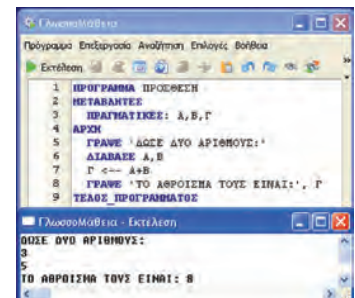 ΓλωσσοΜάθεια
Πρόγραμμα Επεξεργασία Αναζήτηση Επιλογές Βοήθεια
Εκτέλεση
1 ΠΡΟΓΡΑΜΜΑ ΠΡΟΣΘΕΣΗ
2 ΜΕΤΑΒΛΗΤΕΣ
3 ΠΡΑΓΜΑΤΙΚΕΣ: Α,Β,Γ
4 ΑΡΧΗ
5 ΓΡΑΨΕ 'ΔΩΣΕ ΔΥΟ ΑΡΙΘΜΟΥΣ:'
6 ΔΙΑΒΑΣΕ Α,Β
7 Γ <-- Α+Β
8 ΓΡΑΨΕ 'ΤΟ ΑΘΡΟΙΣΜΑ ΤΟΥΣ ΕΙΝΑΙ:', Γ
9 ΤΕΛΟΣ_ΠΡΟΓΡΑΜΜΑΤΟΣ
ΓλωσσοΜάθεια - Εκτέλεση
ΔΩΣΕ ΔΥΟ ΑΡΙΘΜΟΥΣ:
3
5
ΤΟ ΑΘΡΟΙΣΜΑ ΤΟΥΣ ΕΙΝΑΙ: 8